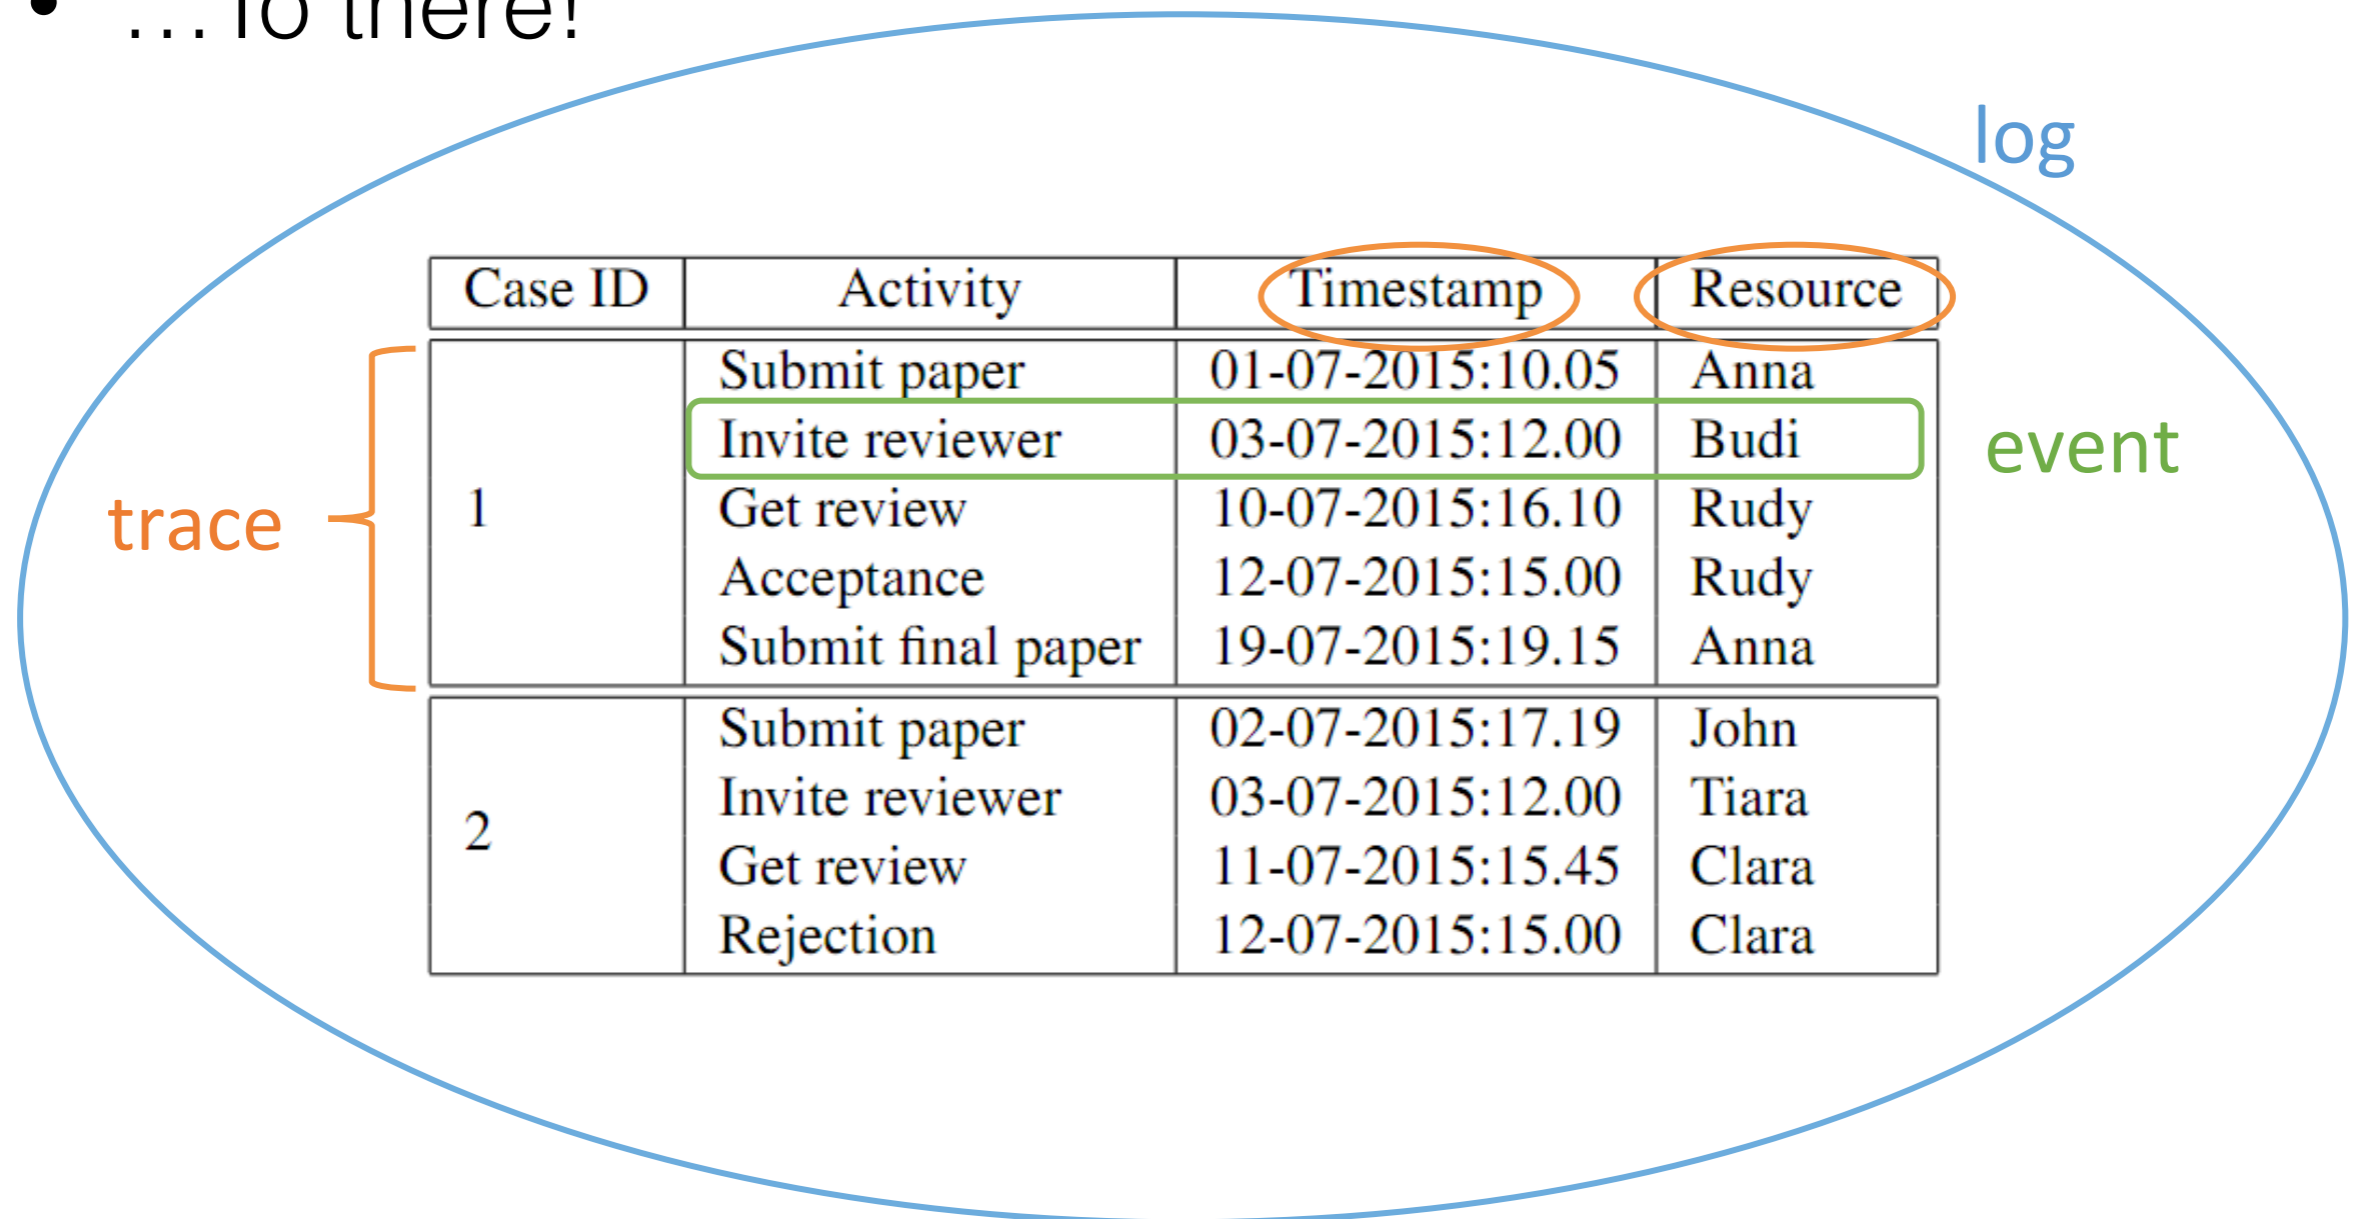 • …To there!
log
Case ID Activity Timestamp Resource
Submit paper 01-07-2015:10.05 Anna
Invite reviewer 03-07-2015:12.00 Budi
event
trace
1 Get review 10-07-2015:16.10 Rudy
Acceptance 12-07-2015:15.00 Rudy
Submit final paper 19-07-2015:19.15 Anna
Submit paper 02-07-2015:17.19 John
Invite reviewer 03-07-2015:12.00 Tiara
2 Get review 11-07-2015:15.45 Clara
Rejection 12-07-2015:15.00 Clara